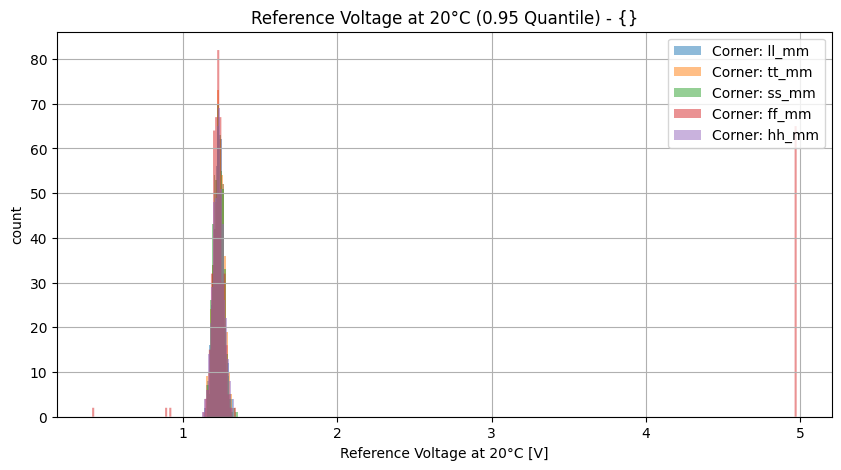 Reference Voltage at 20°C (0.95 Quantile) - {}
80
70
60
50
40
30
20
10
0
count
Corner: ll_mm
Corner: tt_mm
Corner: ss_mm
Corner: ff_mm
Corner: hh_mm
1
2
3
4
5
Reference Voltage at 20°C [V]